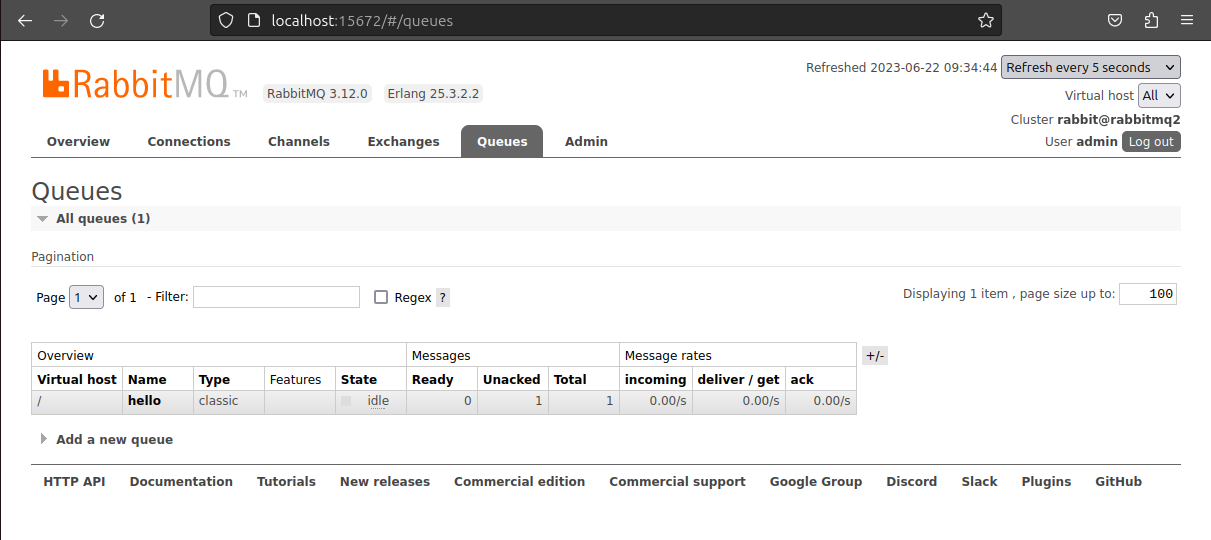 localhost:15672/#/queues
RabbitMQ TM RabbitMQ 3.12.0 Erlang 25.3.2.2
Refreshed 2023-06-22 09:34:44 Refresh every 5 seconds
Virtual host All
Cluster rabbit@rabbitmq2
User admin Log out
Overview Connections Channels Exchanges Queues Admin
Queues
All queues (1)
Pagination
Page 1 of 1 - Filter: Regex ? Displaying 1 item , page size up to: 100
Overview Messages Message rates +/-
Virtual host Name Type Features State Ready Unacked Total incoming deliver / get ack
/ hello classic idle 0 1 1 0.00/s 0.00/s 0.00/s
Add a new queue
HTTP API Documentation Tutorials New releases Commercial edition Commercial support Google Group Discord Slack Plugins GitHub